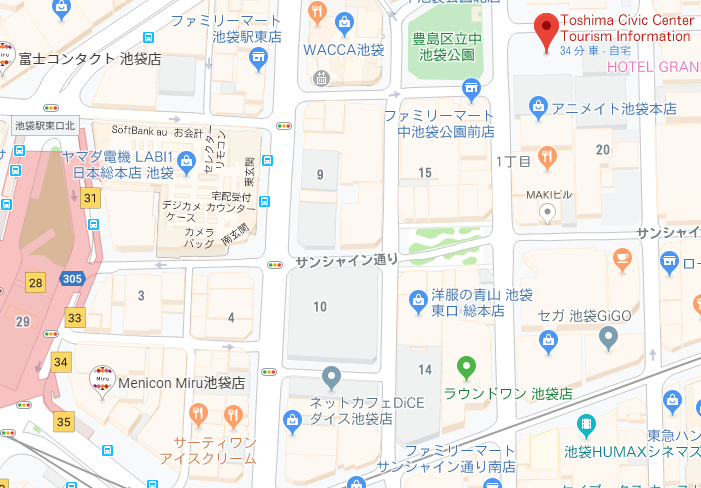 中池袋公園北
ファミリーマート
池袋駅東店
WACCA池袋
豊島区立中
池袋公園
Toshima Civic Center
Tourism Information
34 分 車 - 自宅
HOTEL GRAN
富士コンタクト 池袋店
アニメイト池袋本店
ファミリーマート
中池袋公園前店
池袋駅東口北
SoftBank au
お会計
セレクター
リモコン
ヤマダ電機 LABI1
日本総本店 池袋
東玄関
デジカメ
ケース
宅配受付
カウンター
カメラ
バッグ
南玄関
31
9
15
1丁目
20
MAKIビル
サンシャイン通り
サンシャイ
28
305
3
4
10
29
33
34
35
洋服の青山 池袋
東口 総本店
ロー
セガ 池袋GiGO
14
Miru
Menicon Miru池袋店
ラウンドワン 池袋店
ネットカフェDiCE
ダイス池袋店
サーティワン
アイスクリーム
東急ハン
池袋HUMAXシネマズ
ファミリーマート
サンシャイン通り南店